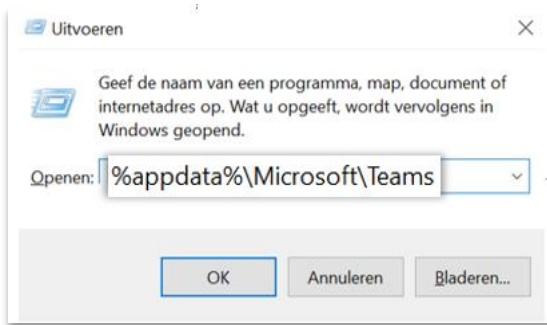 Uitvoeren
Geef de naam van een programma, map, document of
internetadres op. Wat u opgeeft, wordt vervolgens in
Windows geopend.
Openen: %appdata%\Microsoft\Teams
OK Annuleren Bladeren...